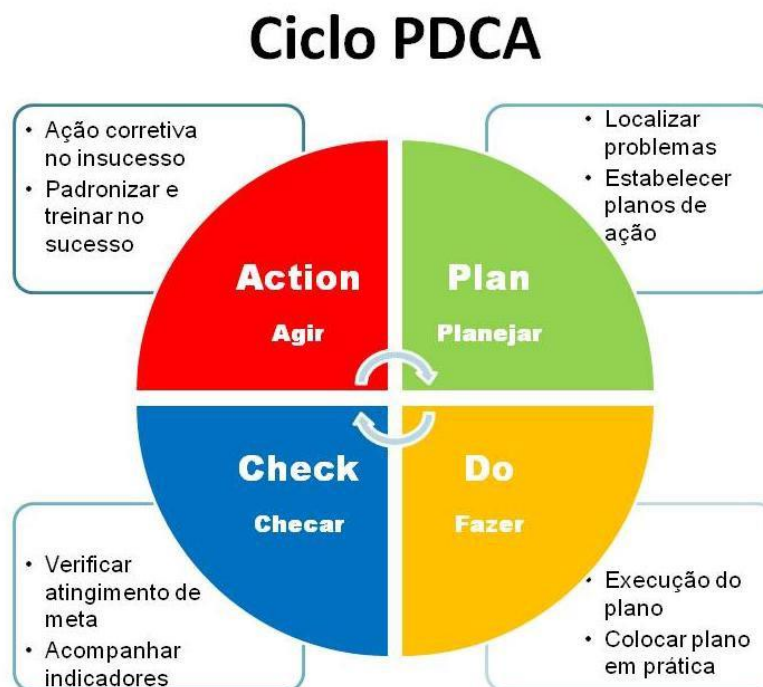 Ciclo PDCA
• Ação corretiva
no insucesso
• Padronizar e
treinar no
sucesso
• Localizar
problemas
• Estabelecer
planos de
ação
Action
Agir
Plan
Planejar
Check
Checar
Do
Fazer
• Verificar
atingimento de
meta
• Acompanhar
indicadores
• Execução do
plano
• Colocar plano
em prática